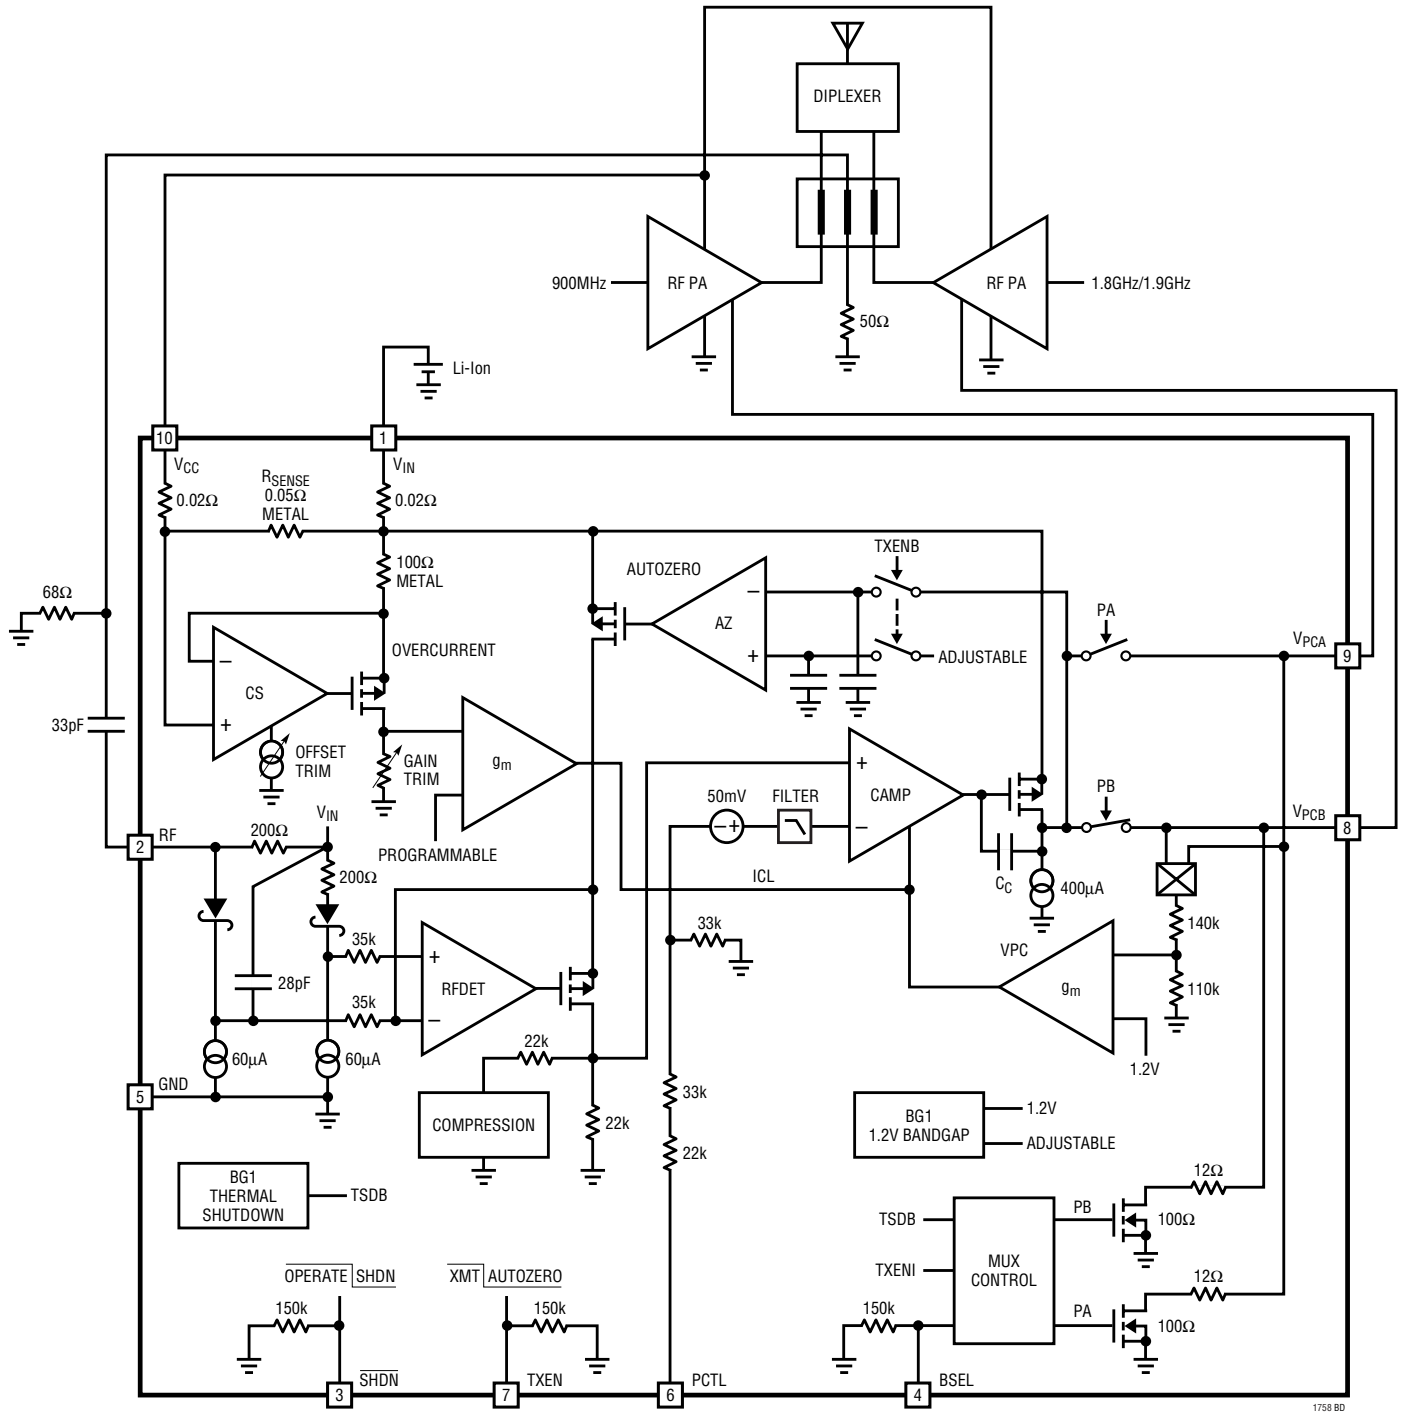 DIPLEXER
900MHz
RF PA
RF PA
1.8GHz/1.9GHz
50Ω
Li-Ion
10
1
VCC
VIN
RSENSE
0.05Ω
METAL
0.02Ω
0.02Ω
100Ω
METAL
68Ω
AUTOZERO
TXENB
AZ
−
+
ADJUSTABLE
PA
VPCA
9
OVERCURRENT
−
CS
+
33pF
OFFSET
TRIM
GAIN
TRIM
gm
PROGRAMMABLE
50mV
− +
FILTER
+
CAMP
−
PB
VPCB
8
VIN
RF
2
200Ω
200Ω
ICL
CC
400µA
140k
110k
VPC
gm
1.2V
33k
35k
35k
28pF
+
RFDET
−
60µA
60µA
GND
5
22k
COMPRESSION
22k
33k
22k
BG1
1.2V BANDGAP
1.2V
ADJUSTABLE
BG1
THERMAL
SHUTDOWN
TSDB
TSDB
TXENI
MUX
CONTROL
PB
12Ω
100Ω
PA
12Ω
100Ω
OPERATE SHDN
XMT AUTOZERO
150k
150k
150k
3
SHDN
7
TXEN
6
PCTL
4
BSEL
1758 BD